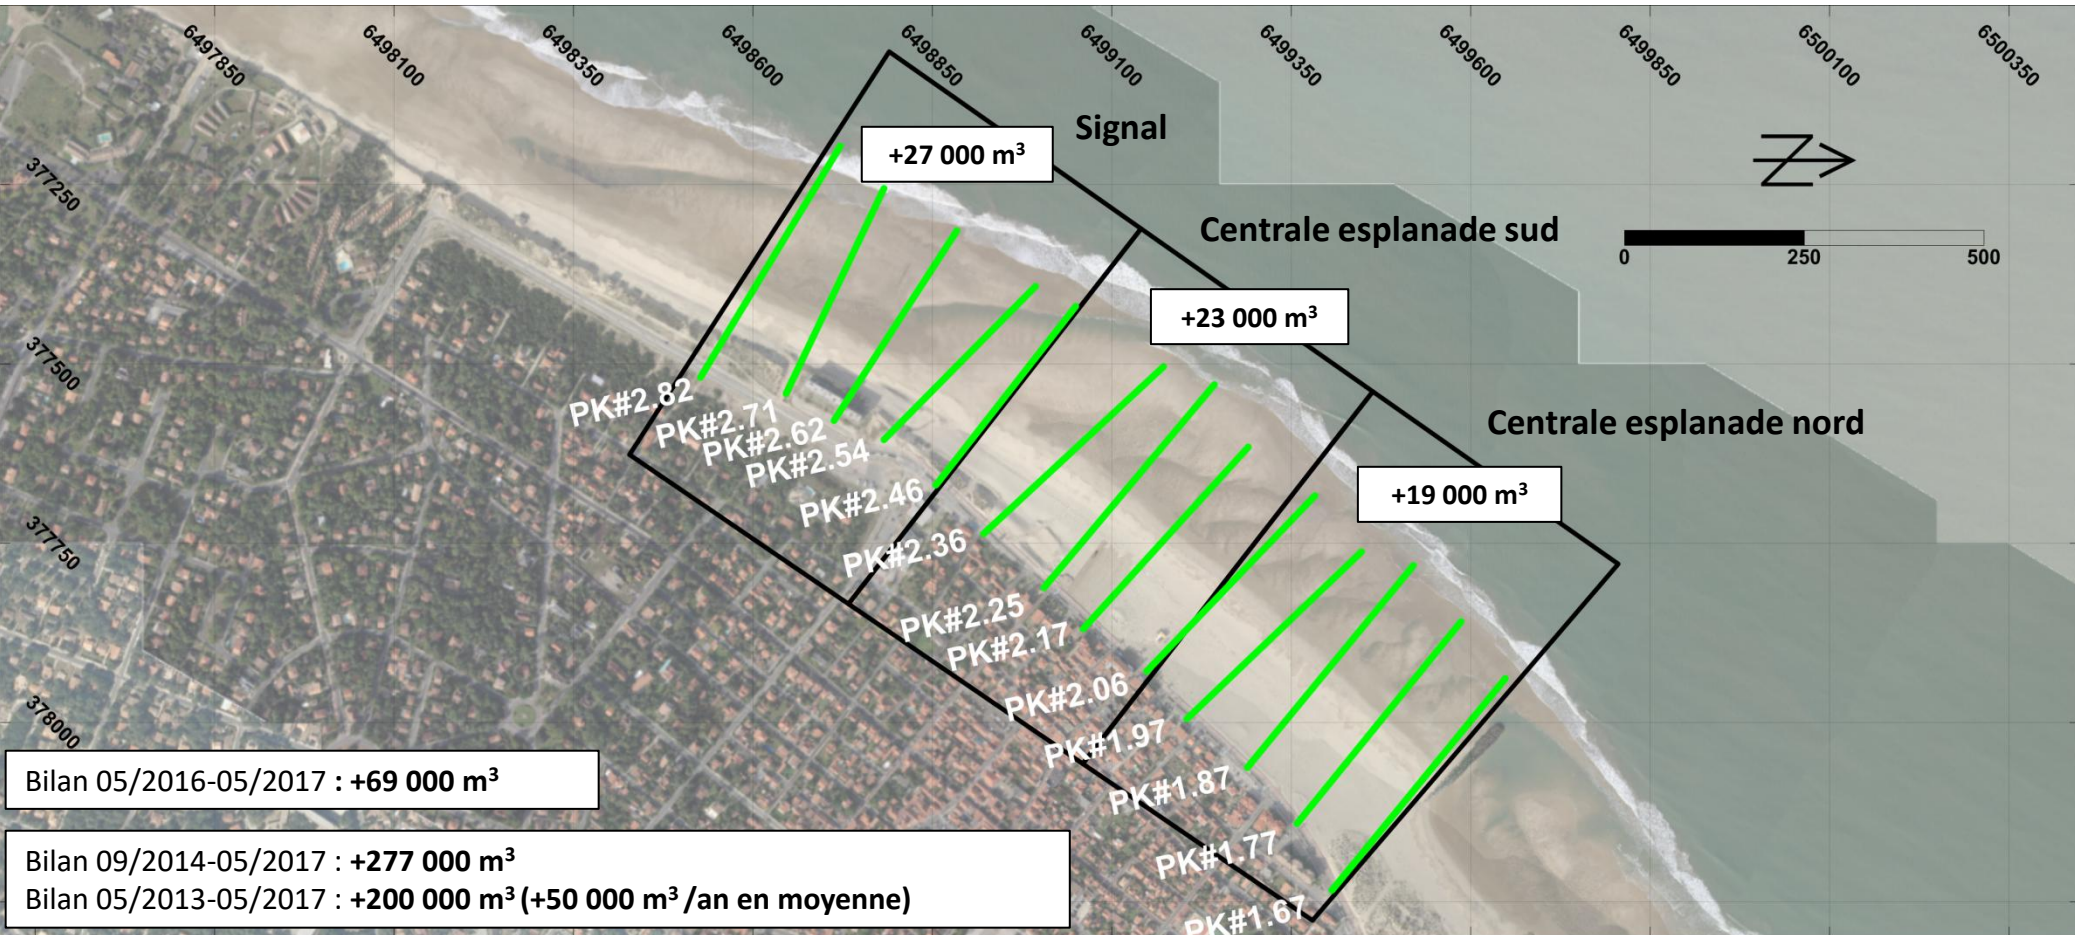 6497850
6498100
6498350
6498600
6498850
6499100
6499350
6499600
6499850
6500100
6500350
377250
377500
377750
378000
Signal
+27 000 m³
Centrale esplanade sud
+23 000 m³
Centrale esplanade nord
+19 000 m³
N
0 250 500
PK#2.82
PK#2.71
PK#2.62
PK#2.54
PK#2.46
PK#2.36
PK#2.25
PK#2.17
PK#2.06
PK#1.97
PK#1.87
PK#1.77
PK#1.67
Bilan 05/2016-05/2017 : +69 000 m³
Bilan 09/2014-05/2017 : +277 000 m³
Bilan 05/2013-05/2017 : +200 000 m³ (+50 000 m³ /an en moyenne)